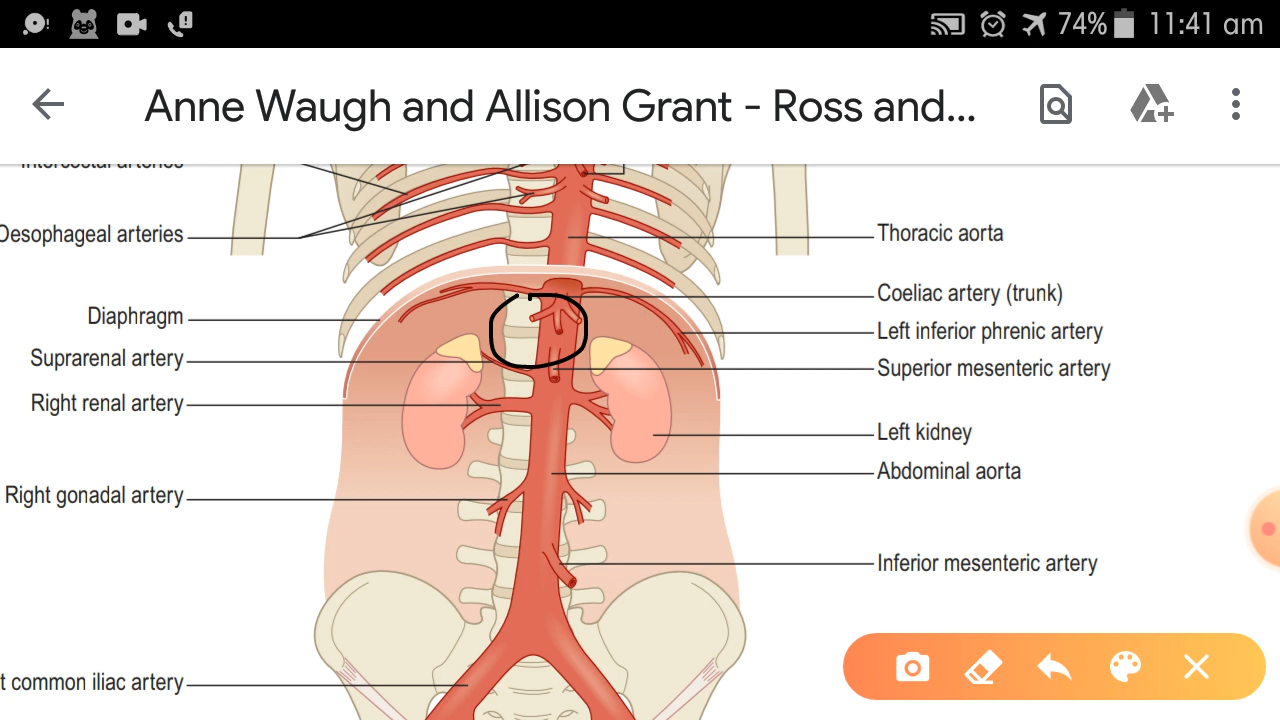 74% 11:41 am
Anne Waugh and Allison Grant - Ross and...
Intercostal arteries
Oesophageal arteries
Thoracic aorta
Coeliac artery (trunk)
Diaphragm
Left inferior phrenic artery
Suprarenal artery
Superior mesenteric artery
Right renal artery
Left kidney
Abdominal aorta
Right gonadal artery
Inferior mesenteric artery
t common iliac artery